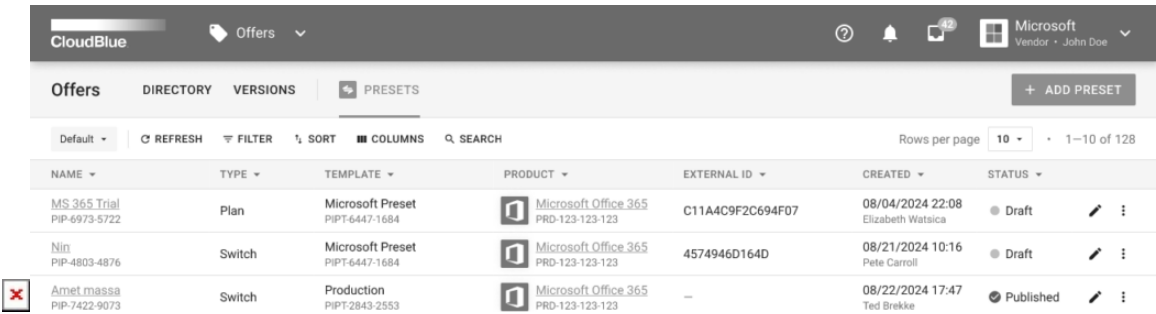 CloudBlue
Offers
42
Microsoft
Vendor • John Doe
Offers
DIRECTORY
VERSIONS
PRESETS
+ ADD PRESET
Default
REFRESH
FILTER
SORT
COLUMNS
SEARCH
Rows per page
10
• 1–10 of 128
NAME
TYPE
TEMPLATE
PRODUCT
EXTERNAL ID
CREATED
STATUS
MS 365 Trial
PIP-6973-5722
Plan
Microsoft Preset
PIPT-6447-1684
Microsoft Office 365
PRD-123-123-123
C11A4C9F2C694F07
08/04/2024 22:08
Elizabeth Watsica
Draft
Nin
PIP-4803-4876
Switch
Microsoft Preset
PIPT-6447-1684
Microsoft Office 365
PRD-123-123-123
4574946D164D
08/21/2024 10:16
Pete Carroll
Draft
Amet massa
PIP-7422-9073
Switch
Production
PIPT-2843-2553
Microsoft Office 365
PRD-123-123-123
—
08/22/2024 17:47
Ted Brekke
Published